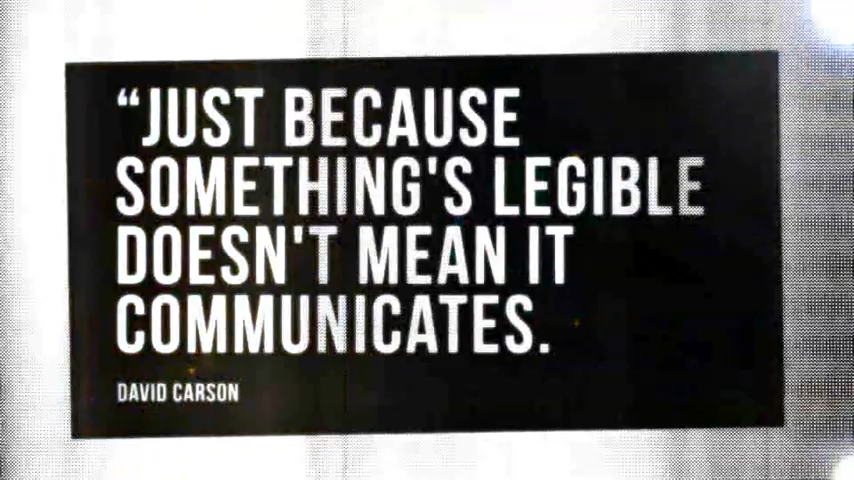 “JUST BECAUSE
SOMETHING'S LEGIBLE
DOESN'T MEAN IT
COMMUNICATES.
DAVID CARSON